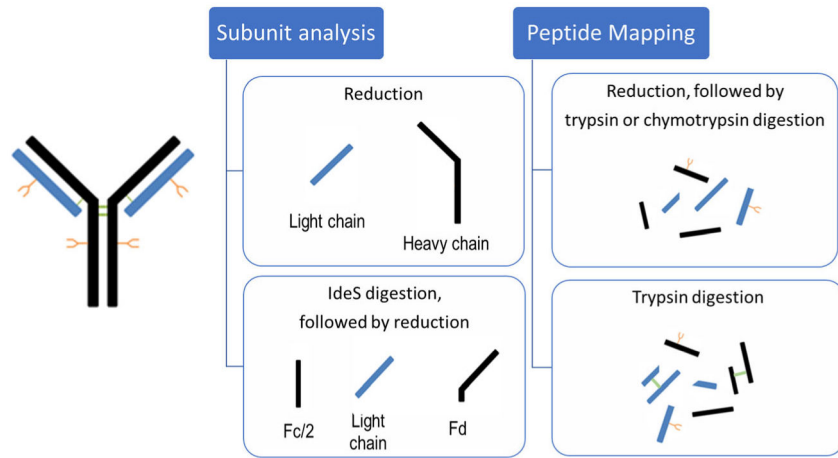 Subunit analysis
Peptide Mapping
Reduction
Light chain
Heavy chain
IdeS digestion,
followed by reduction
Fc/2
Light
chain
Fd
Reduction, followed by
trypsin or chymotrypsin digestion
Trypsin digestion